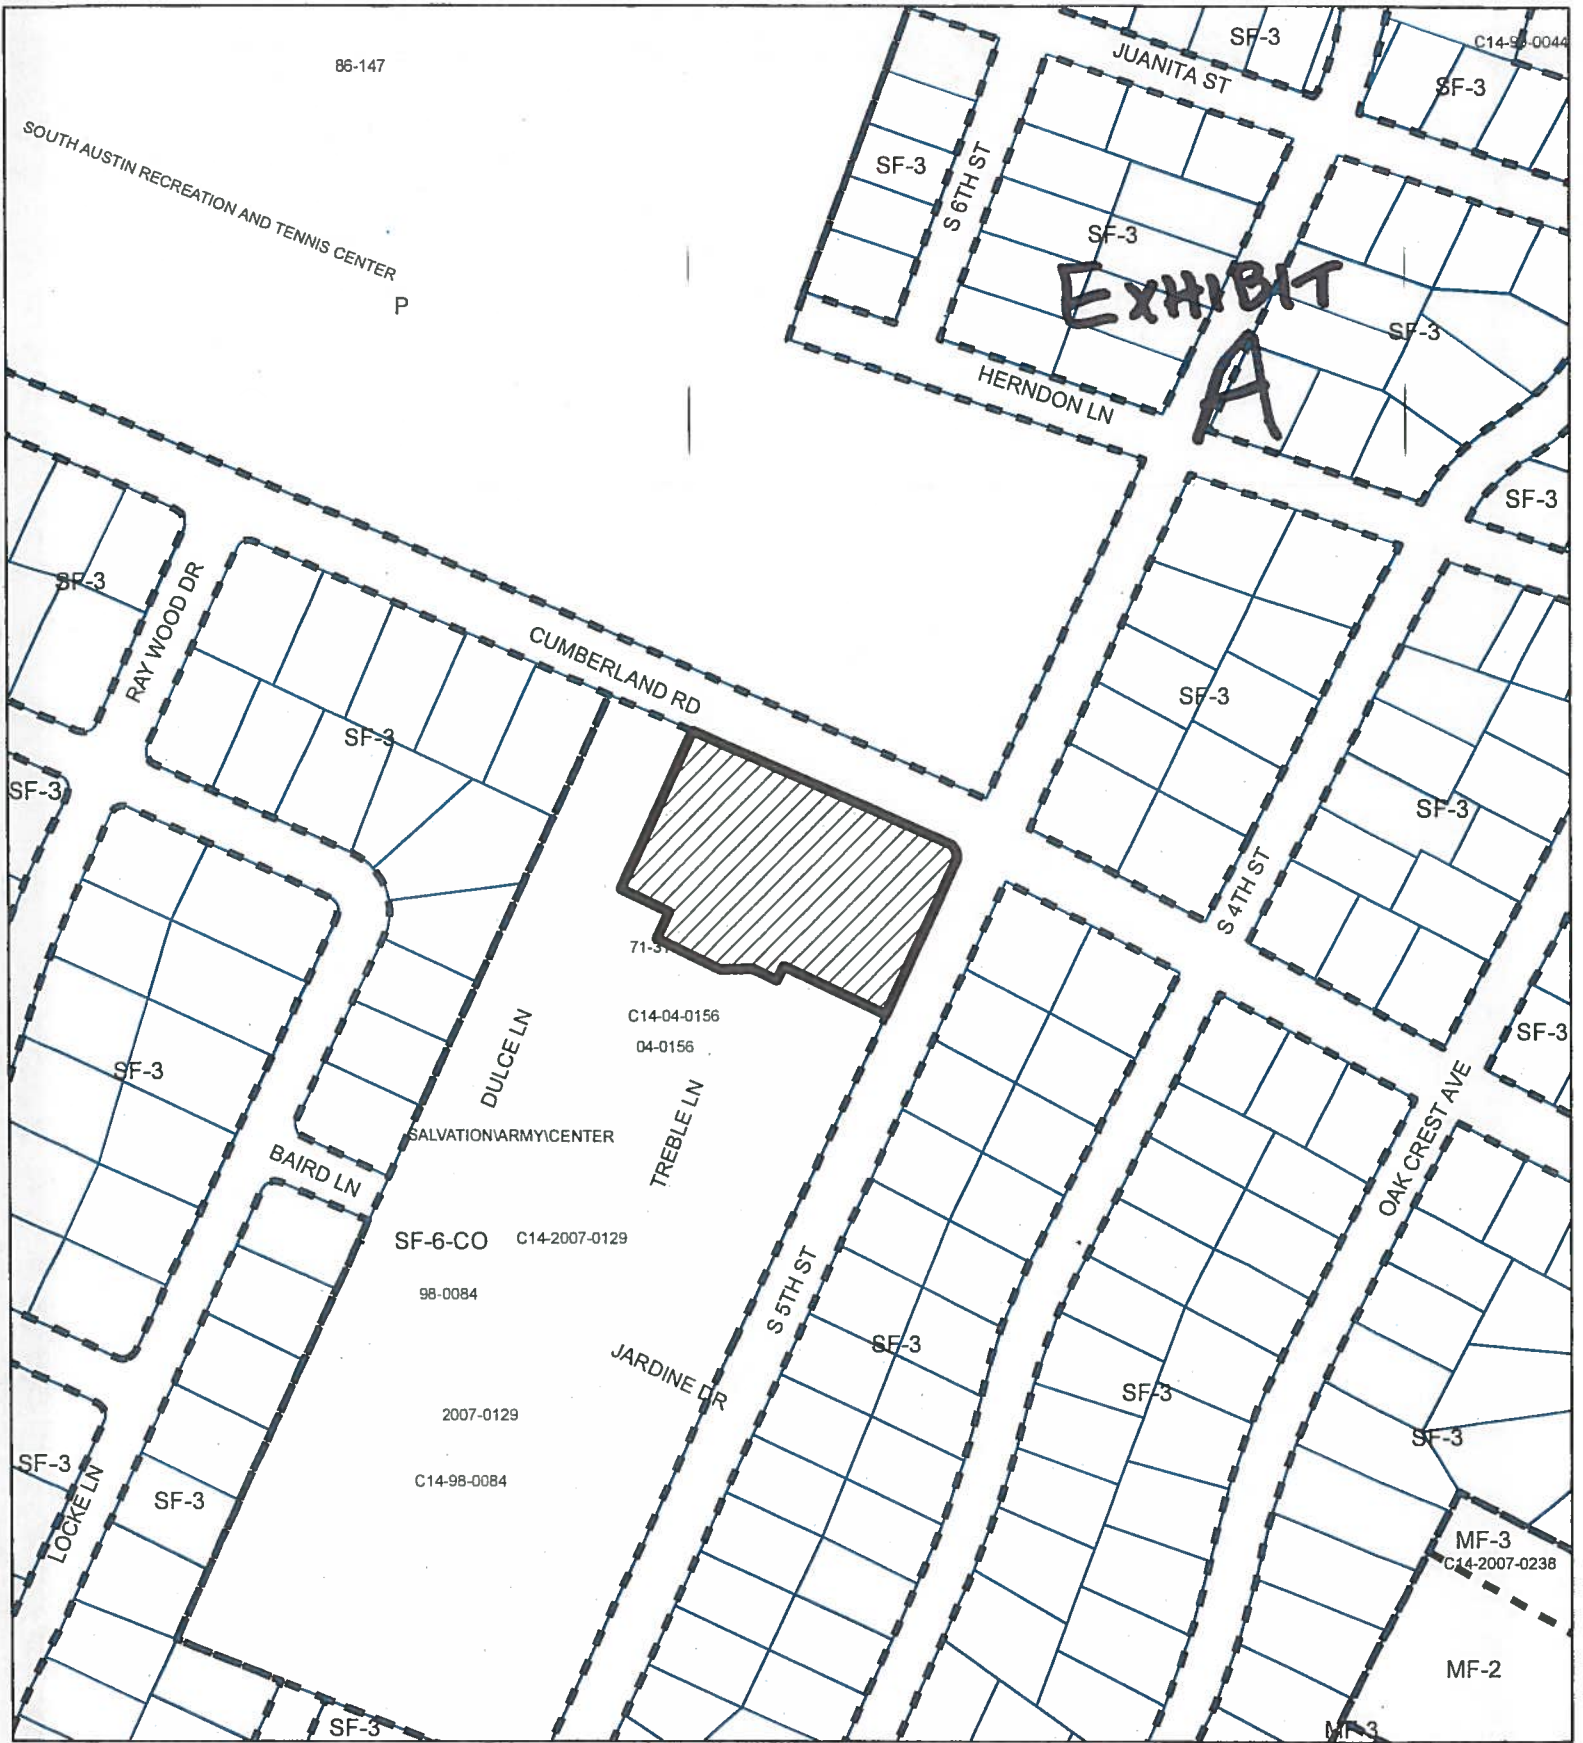 SF-3
C14-99-0044
JUANITA ST
86-147
SF-3
SOUTH AUSTIN RECREATION AND TENNIS CENTER
SF-3
S 6TH ST
SF-3
EXHIBIT
A
P
SF-3
HERNDON LN
SF-3
SF-3
RAY WOOD DR
CUMBERLAND RD
SF-3
SF-3
SF-3
SF-3
S 4TH ST
C14-04-0156
04-0156
SF-3
DULCE LN
SF-3
TREBLE LN
OAK CREST AVE
SALVATION\ARMY\CENTER
BAIRD LN
SF-6-CO
C14-2007-0129
98-0084
S 5TH ST
SF-3
JARDINE DR
SF-3
2007-0129
SF-3
SF-3
C14-98-0084
SF-3
LOCKE LN
MF-3
C14-2007-0238
MF-2
SF-3
MF-3